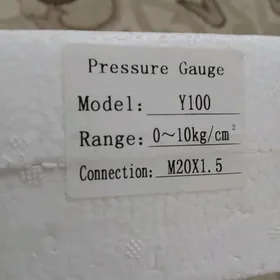 Pressure Gauge
Model: Y100
Range: 0～10kg/cm²
Connection: M20X1.5